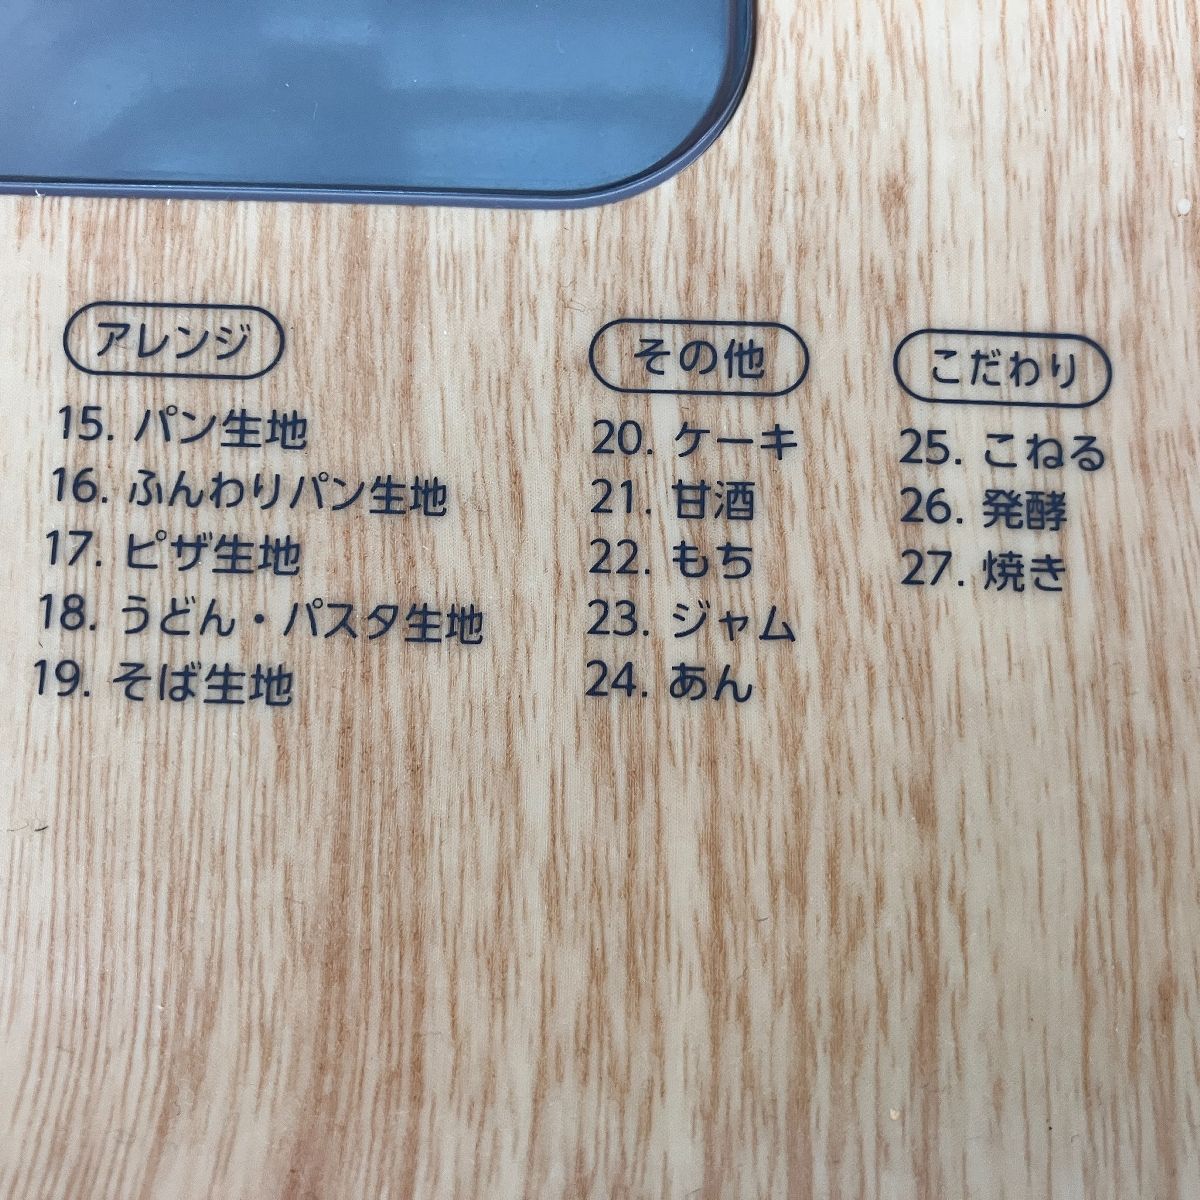 アレンジ
15. パン生地
16. ふんわりパン生地
17. ピザ生地
18. うどん・パスタ生地
19. そば生地
その他
20. ケーキ
21. 甘酒
22. もち
23. ジャム
24. あん
こだわり
25. こねる
26. 発酵
27. 焼き